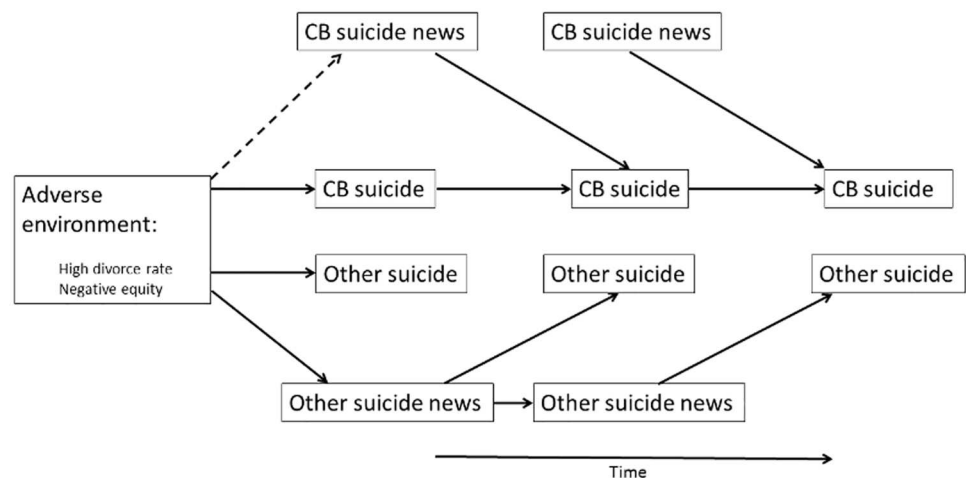 CB suicide news
CB suicide news
Adverse
environment:
High divorce rate
Negative equity
CB suicide
CB suicide
CB suicide
Other suicide
Other suicide
Other suicide
Other suicide news
Other suicide news
Time